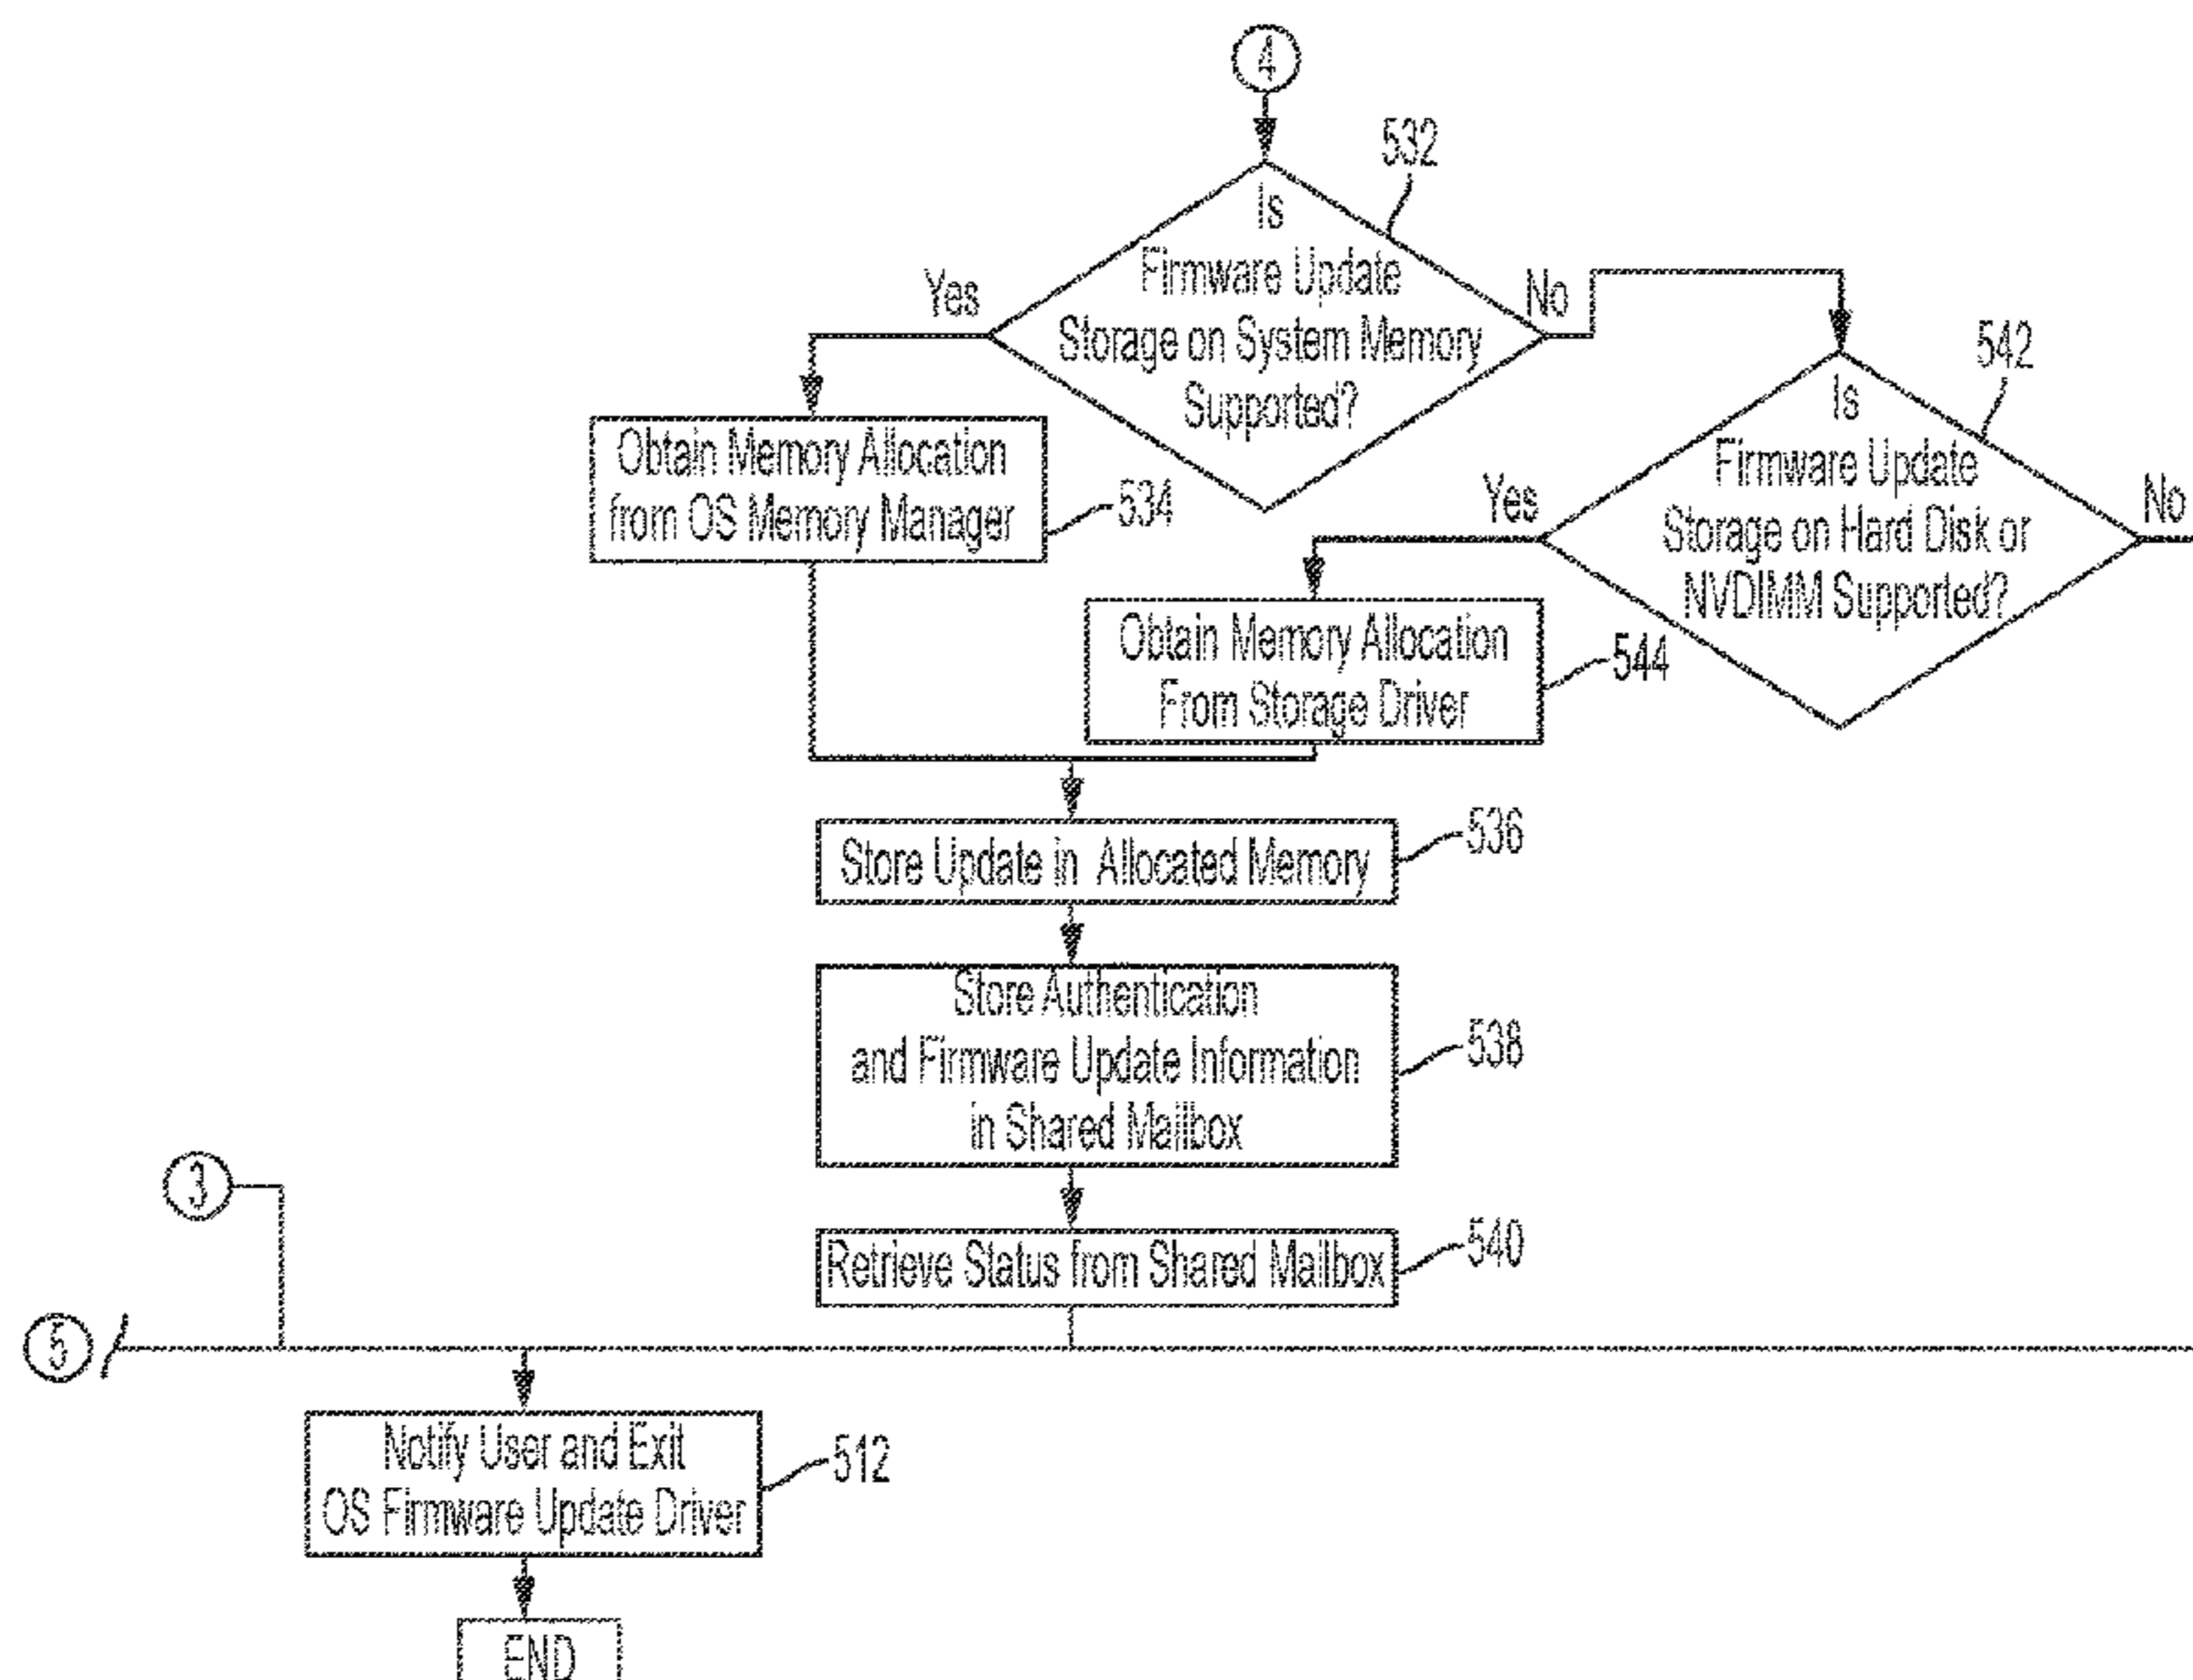 4
532
Is
Firmware Update
Storage on System Memory
Supported?
Yes
No
542
Is
Firmware Update
Storage on Hard Disk or
NVDIMM Supported?
Yes
No
Obtain Memory Allocation
from OS Memory Manager
534
Obtain Memory Allocation
From Storage Driver
544
Store Update in Allocated Memory
536
Store Authentication
and Firmware Update Information
in Shared Mailbox
538
3
Retrieve Status from Shared Mailbox
540
5
Notify User and Exit
OS Firmware Update Driver
512
END